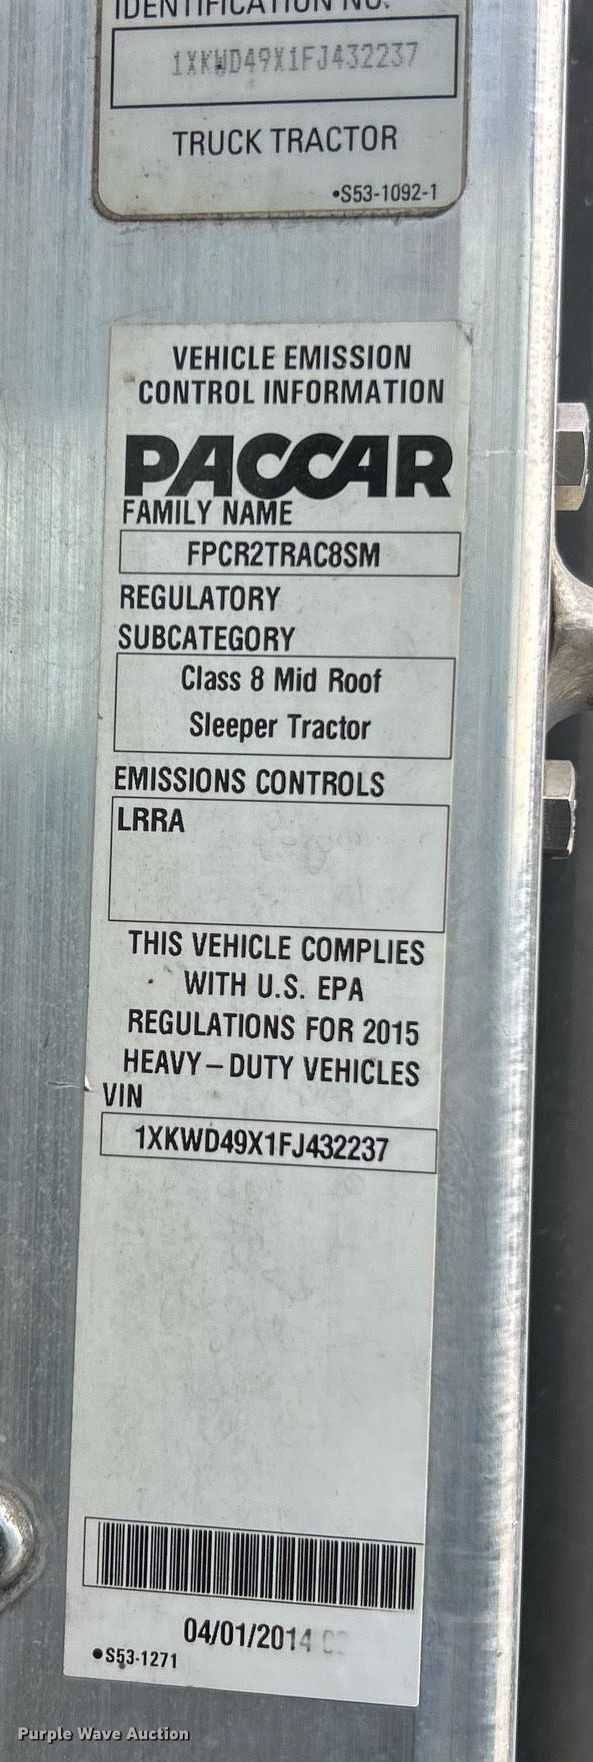 IDENTIFICATION NO.
1XKWD49X1FJ432237
TRUCK TRACTOR
•S53-1092-1
VEHICLE EMISSION
CONTROL INFORMATION
PACCAR
FAMILY NAME
FPCR2TRAC8SM
REGULATORY
SUBCATEGORY
Class 8 Mid Roof
Sleeper Tractor
EMISSIONS CONTROLS
LRRA
THIS VEHICLE COMPLIES
WITH U.S. EPA
REGULATIONS FOR 2015
HEAVY-DUTY VEHICLES
VIN
1XKWD49X1FJ432237
04/01/2014
•S53-1271
Purple Wave Auction